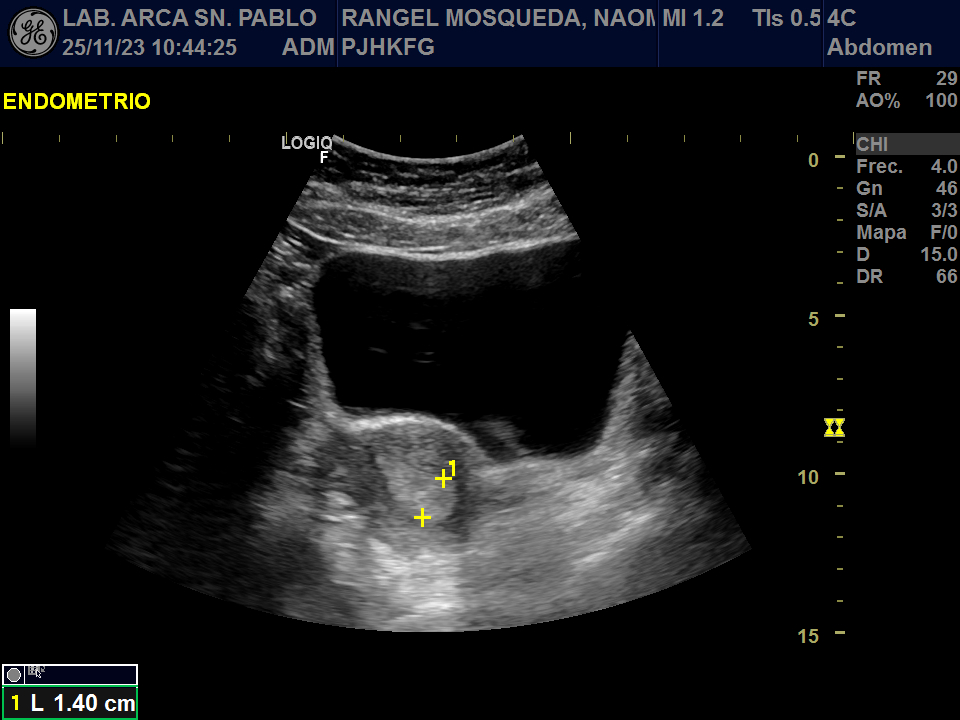 LAB. ARCA SN. PABLO
RANGEL MOSQUEDA, NAOM
MI 1.2
TIs 0.5
4C
25/11/23 10:44:25
ADM
PJHKFG
Abdomen
ENDOMETRIO
FR 29
AO% 100
LOGIQ
F
CHI
Frec. 4.0
Gn 46
S/A 3/3
Mapa F/0
D 15.0
DR 66
0
5
10
15
1
1 L 1.40 cm